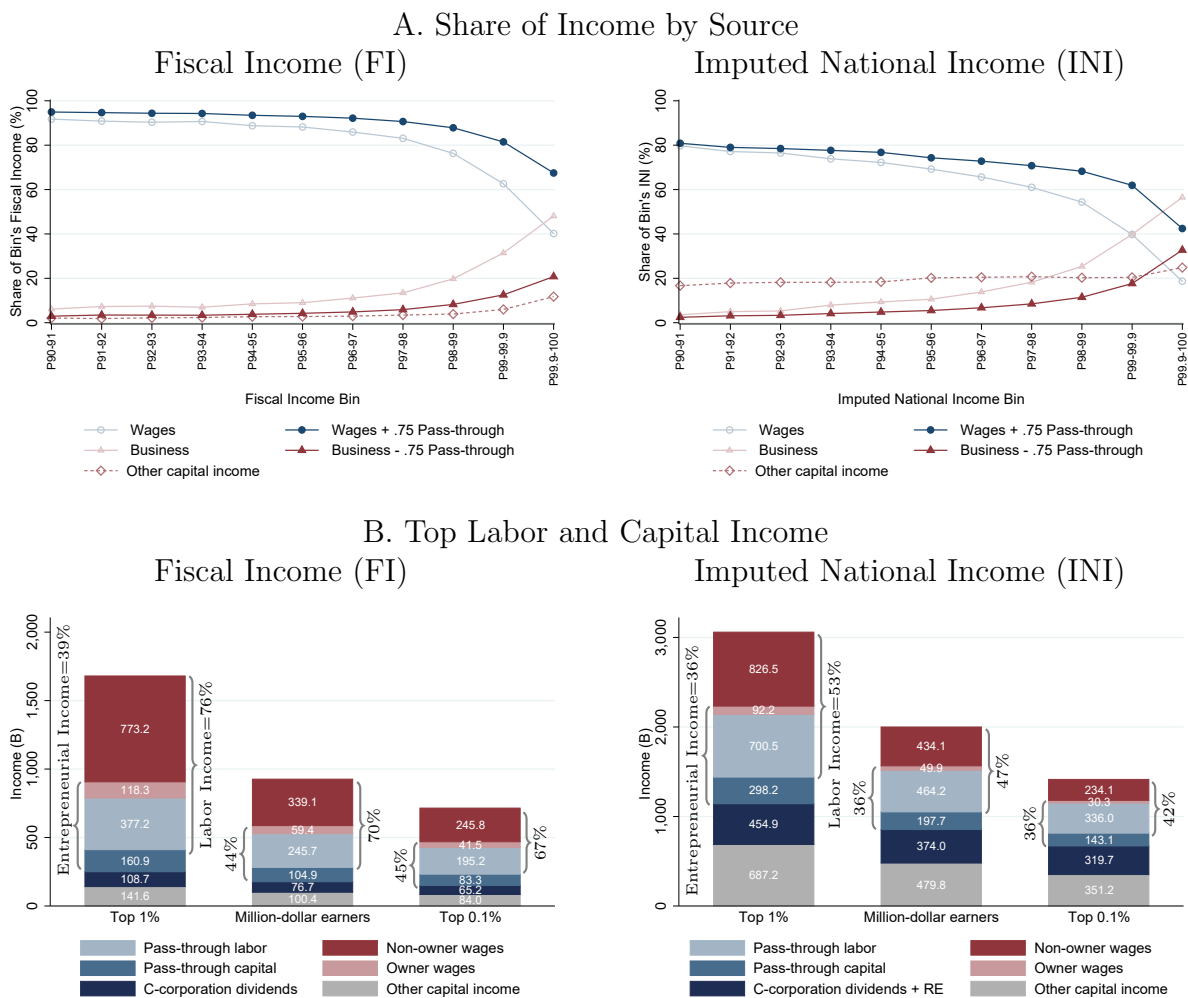 A. Share of Income by Source
Fiscal Income (FI)
Share of Bin's Fiscal Income (%)
100
80
60
40
20
0
P90-91
P91-92
P92-93
P93-94
P94-95
P95-96
P96-97
P97-98
P98-99
P99-99.9
P99.9-100
Fiscal Income Bin
Wages
Wages + .75 Pass-through
Business
Business - .75 Pass-through
Other capital income
Imputed National Income (INI)
Share of Bin's INI (%)
100
80
60
40
20
0
P90-91
P91-92
P92-93
P93-94
P94-95
P95-96
P96-97
P97-98
P98-99
P99-99.9
P99.9-100
Imputed National Income Bin
Wages
Wages + .75 Pass-through
Business
Business - .75 Pass-through
Other capital income
B. Top Labor and Capital Income
Fiscal Income (FI)
Income (B)
2,000
1,500
1,000
500
0
Entrepreneurial Income=39%
773.2
118.3
377.2
160.9
108.7
141.6
Labor Income=76%
44%
339.1
59.4
245.7
104.9
76.7
100.4
70%
45%
245.8
41.5
195.2
83.3
65.2
84.0
67%
Top 1%
Million-dollar earners
Top 0.1%
Pass-through labor
Non-owner wages
Pass-through capital
Owner wages
C-corporation dividends
Other capital income
Imputed National Income (INI)
Income (B)
3,000
2,000
1,000
0
Entrepreneurial Income=36%
826.5
92.2
700.5
298.2
454.9
687.2
Labor Income=53%
36%
434.1
49.9
464.2
197.7
374.0
479.8
47%
36%
234.1
30.3
336.0
143.1
319.7
351.2
42%
Top 1%
Million-dollar earners
Top 0.1%
Pass-through labor
Non-owner wages
Pass-through capital
Owner wages
C-corporation dividends + RE
Other capital income